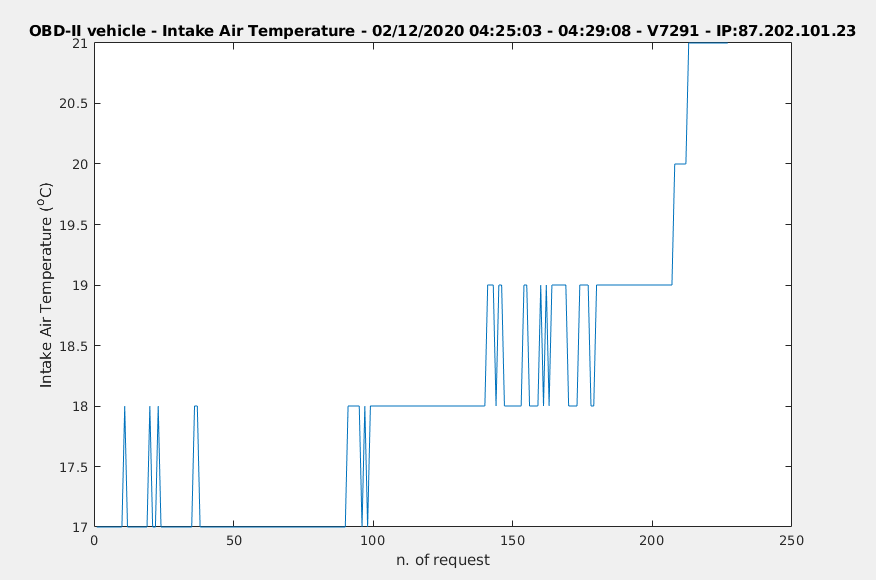 OBD-II vehicle - Intake Air Temperature - 02/12/2020 04:25:03 - 04:29:08 - V7291 - IP:87.202.101.23
21
20.5
20
19.5
19
18.5
18
17.5
17
Intake Air Temperature (°C)
0 50 100 150 200 250
n. of request